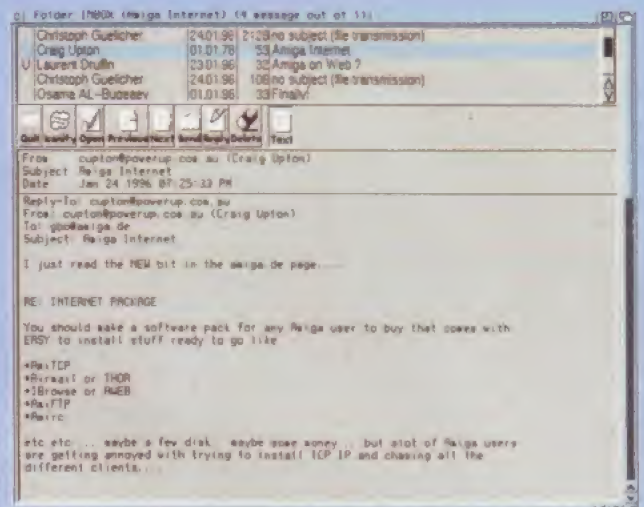 Folder INBOX (Amiga Internet) (4 message out of 11)
Christoph Guelicher 24.01.96 2128 no subject (file transmission)
Craig Upton 01.01.78 53 Amiga Internet
U Laurent Druffin 23.01.96 32 Amiga on Web ?
Christoph Guelicher 24.01.96 106 no subject (file transmission)
Osama AL-Bugeaey 01.01.96 33 Finally!
Quit Iconify Open Previous Next Send Reply Delete Text
From cupton@powerup.com.au (Craig Upton)
Subject Amiga Internet
Date Jan 24 1996 07:25:33 PM
Reply-To: cupton@powerup.com.au
From: cupton@powerup.com.au (Craig Upton)
To: gbo@amiga.de
Subject: Amiga Internet
I just read the NEW bit in the amiga.de page....
RE: INTERNET PACKAGE
You should make a software pack for any Amiga user to buy that comes with
EASY to install stuff ready to go like
*AmiTCP
*Airmail or THOR
*IBrowse or AWEB
*AmiFTP
*Amirc
etc etc ... maybe a few disk.. maybe some money .. but alot of Amiga users
are getting annoyed with trying to install TCP IP and chasing all the
different clients....